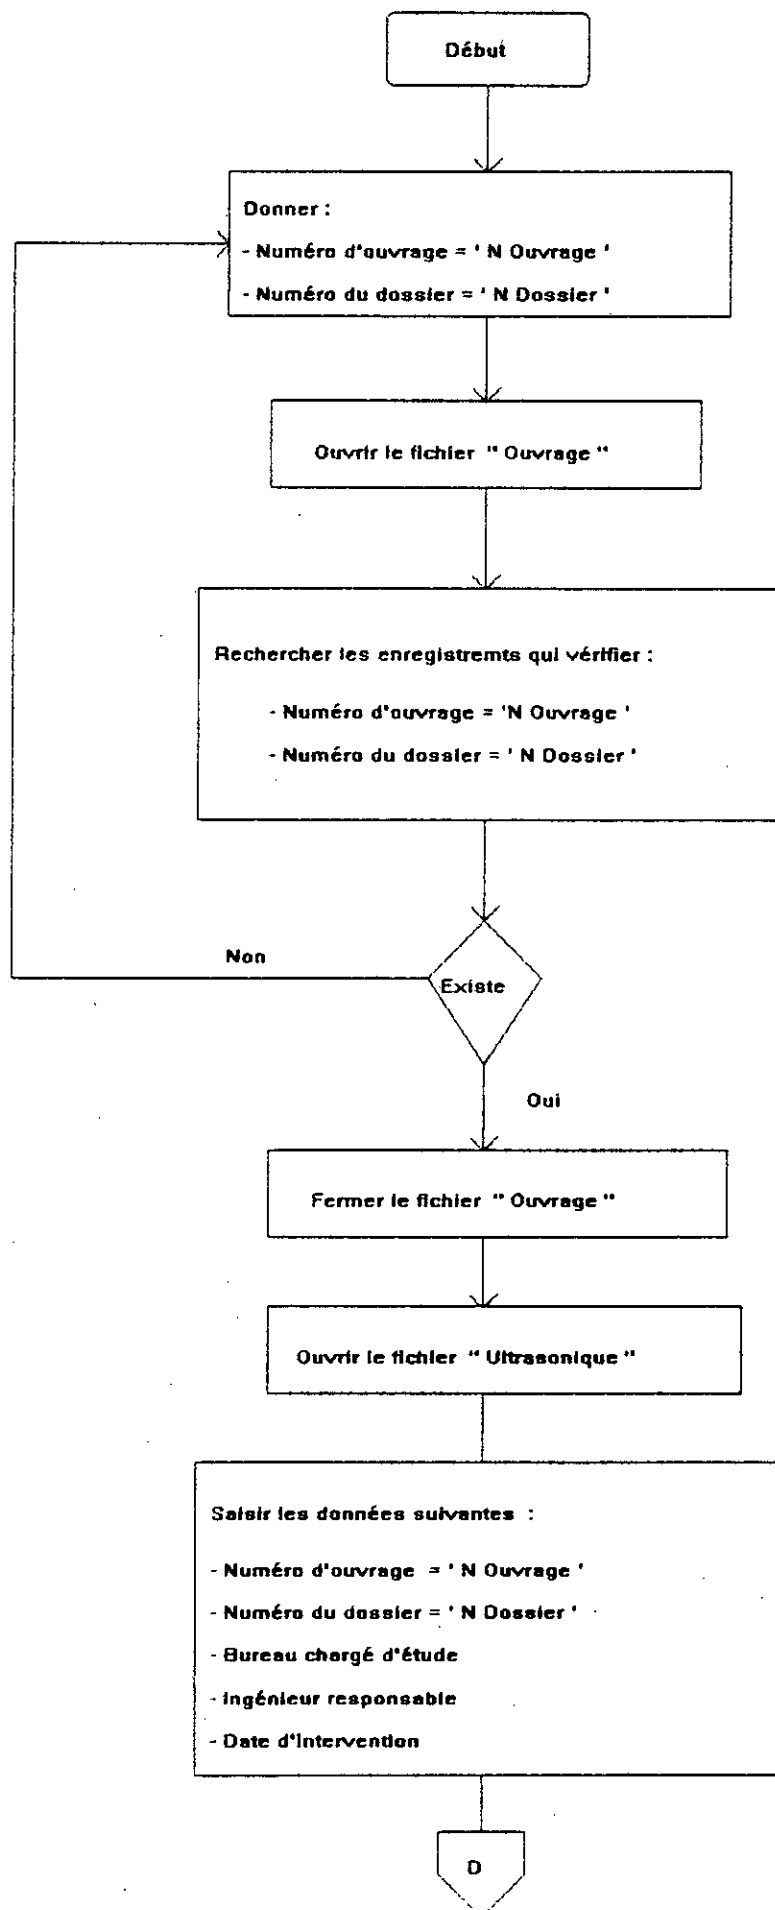 Début
Donner :
- Numéro d'ouvrage = ' N Ouvrage '
- Numéro du dossier = ' N Dossier '
Ouvrir le fichier " Ouvrage "
Rechercher les enregistremts qui vérifier :
- Numéro d'ouvrage = 'N Ouvrage '
- Numéro du dossier = ' N Dossier '
Non
Existe
Oui
Fermer le fichier " Ouvrage "
Ouvrir le fichier " Ultrasonique "
Saisir les données suivantes :
- Numéro d'ouvrage = ' N Ouvrage '
- Numéro du dossier = ' N Dossier '
- Bureau chargé d'étude
- Ingénieur responsable
- Date d'Intervention
D